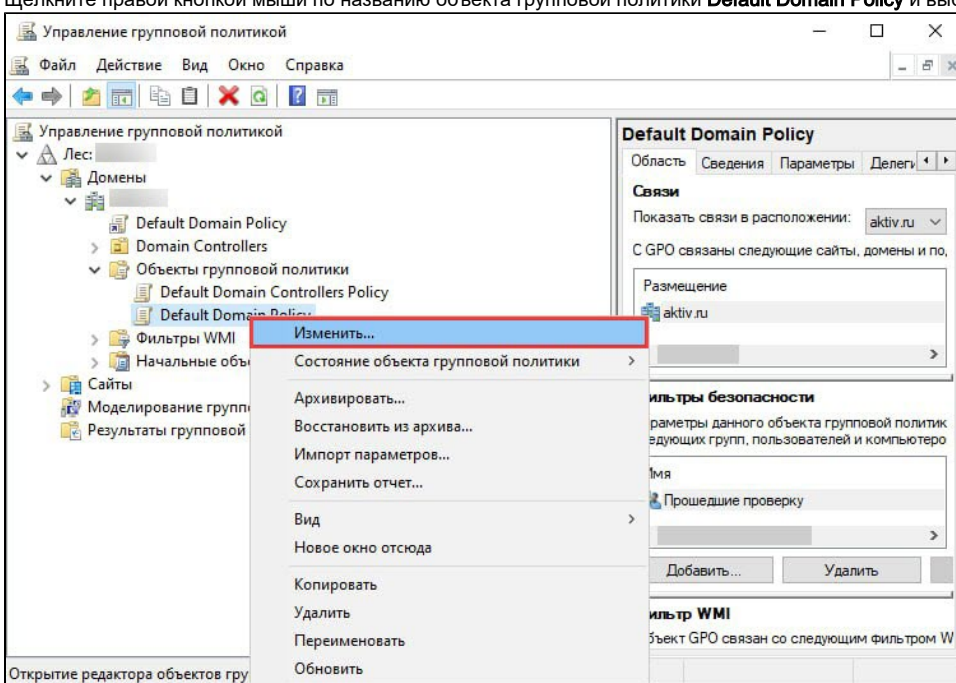 Щелкните правой кнопкой мыши по названию объекта групповой политики Default Domain Policy и
Управление групповой политикой
Файл Действие Вид Окно Справка
Управление групповой политикой
Лес:
Домены
Default Domain Policy
Domain Controllers
Объекты групповой политики
Default Domain Controllers Policy
Default Domain Policy
Фильтры WMI
Начальные объе
Сайты
Моделирование групп
Результаты групповой
Открытие редактора объектов гру
Изменить...
Состояние объекта групповой политики
Архивировать...
Восстановить из архива...
Импорт параметров...
Сохранить отчет...
Вид
Новое окно отсюда
Копировать
Удалить
Переименовать
Обновить
Default Domain Policy
Область Сведения Параметры Делеги
Связи
Показать связи в расположении: aktiv.ru
С GPO связаны следующие сайты, домены и по,
Размещение
aktiv.ru
ильтры безопасности
раметры данного объекта групповой политик
едующих групп, пользователей и компьютеро
Имя
Прошедшие проверку
Добавить... Удалить
ильтр WMI
бъект GPO связан со следующим фильтром W